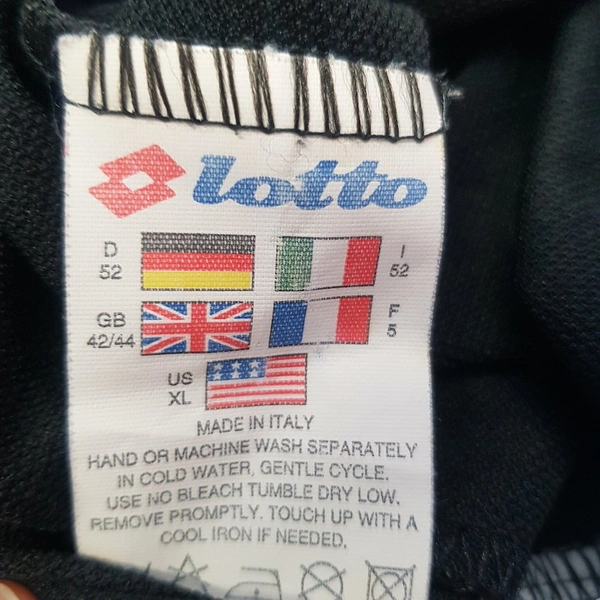 lotto
D
52
I
52
GB
42/44
F
5
US
XL
MADE IN ITALY
HAND OR MACHINE WASH SEPARATELY
IN COLD WATER, GENTLE CYCLE.
USE NO BLEACH TUMBLE DRY LOW.
REMOVE PROMPTLY. TOUCH UP WITH A
COOL IRON IF NEEDED.